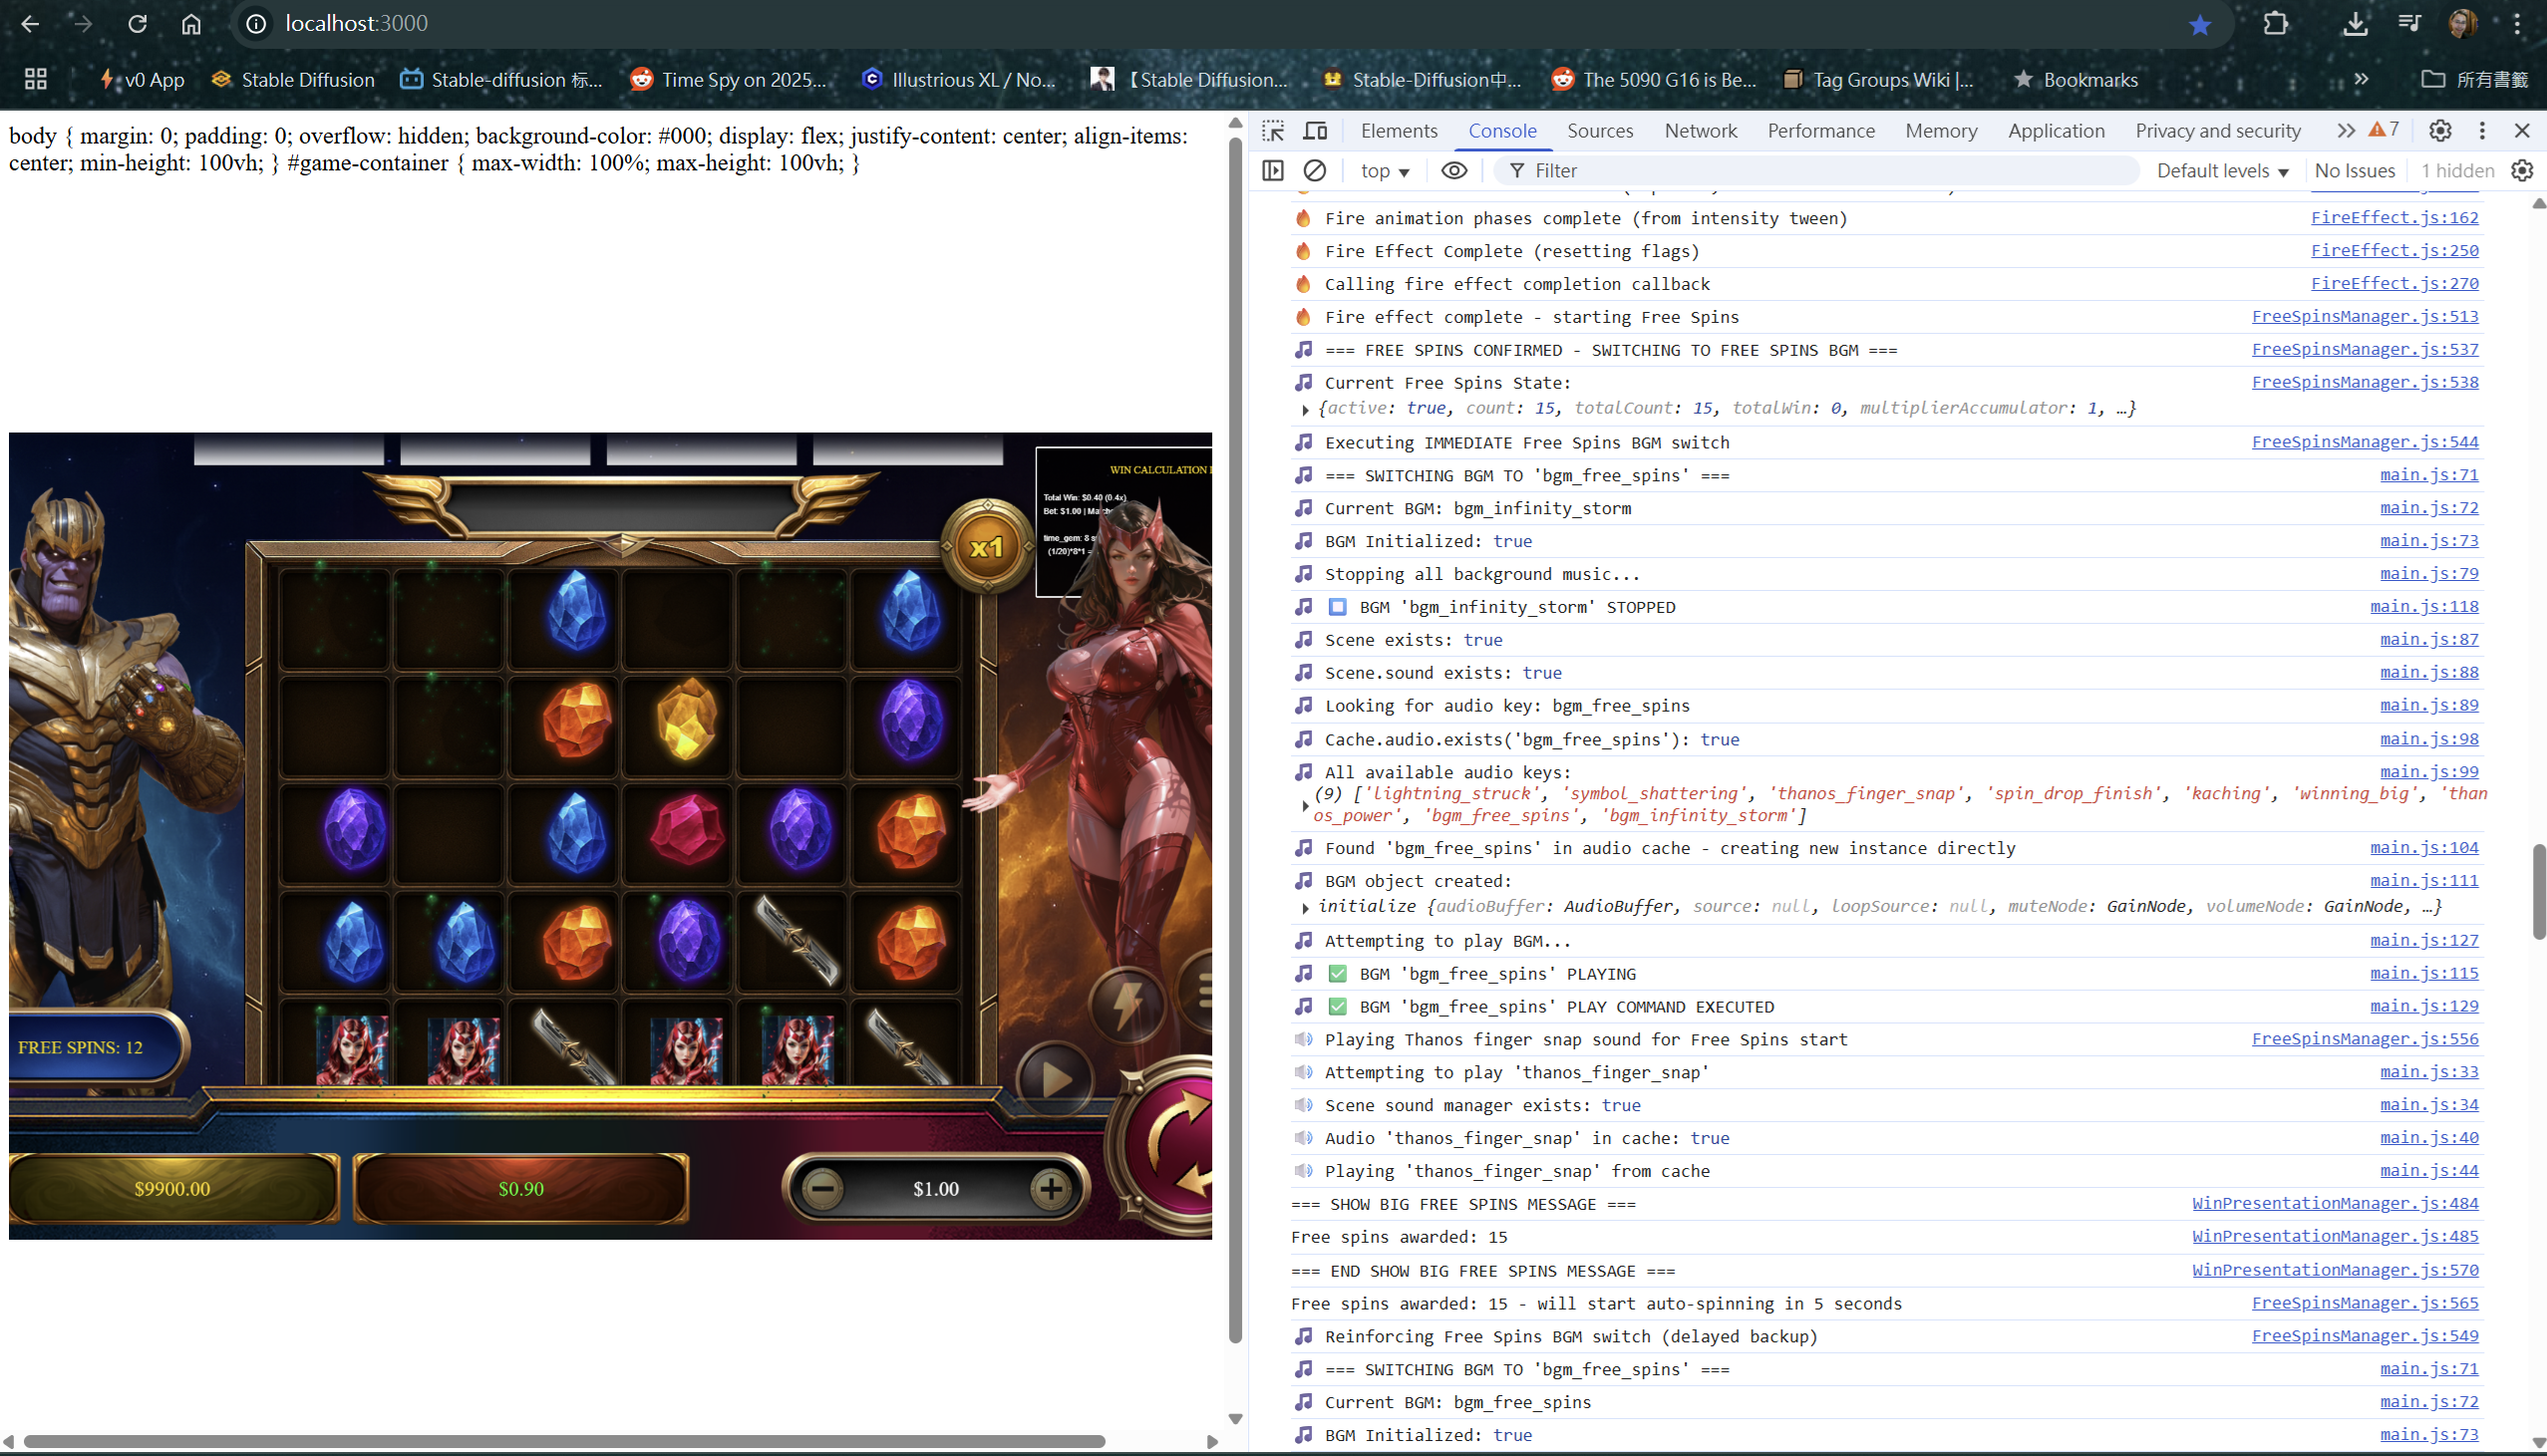 localhost:3000
v0 App
Stable Diffusion
Stable-diffusion 标...
Time Spy on 2025...
Illustrious XL / No...
【Stable Diffusion...
Stable-Diffusion中...
The 5090 G16 is Be...
Tag Groups Wiki |...
Bookmarks
所有書籤
body { margin: 0; padding: 0; overflow: hidden; background-color: #000; display: flex; justify-content: center; align-items:
center; min-height: 100vh; } #game-container { max-width: 100%; max-height: 100vh; }
WIN CALCULATION
Total Win: $0.40 (0.4x)
Bet: $1.00 |
time_gem: 8
(1/20)*8*1 =
x1
FREE SPINS: 12
$9900.00
$0.90
$1.00
Elements Console Sources Network Performance Memory Application Privacy and security 7
top Filter Default levels No Issues 1 hidden
Fire animation phases complete (from intensity tween) FireEffect.js:162
Fire Effect Complete (resetting flags) FireEffect.js:250
Calling fire effect completion callback FireEffect.js:270
Fire effect complete - starting Free Spins FreeSpinsManager.js:513
=== FREE SPINS CONFIRMED - SWITCHING TO FREE SPINS BGM === FreeSpinsManager.js:537
Current Free Spins State: FreeSpinsManager.js:538
{active: true, count: 15, totalCount: 15, totalWin: 0, multiplierAccumulator: 1, …}
Executing IMMEDIATE Free Spins BGM switch FreeSpinsManager.js:544
=== SWITCHING BGM TO 'bgm_free_spins' === main.js:71
Current BGM: bgm_infinity_storm main.js:72
BGM Initialized: true main.js:73
Stopping all background music... main.js:79
BGM 'bgm_infinity_storm' STOPPED main.js:118
Scene exists: true main.js:87
Scene.sound exists: true main.js:88
Looking for audio key: bgm_free_spins main.js:89
Cache.audio.exists('bgm_free_spins'): true main.js:98
All available audio keys: main.js:99
(9) ['lightning_struck', 'symbol_shattering', 'thanos_finger_snap', 'spin_drop_finish', 'kaching', 'winning_big', 'than
os_power', 'bgm_free_spins', 'bgm_infinity_storm']
Found 'bgm_free_spins' in audio cache - creating new instance directly main.js:104
BGM object created: main.js:111
initialize {audioBuffer: AudioBuffer, source: null, loopSource: null, muteNode: GainNode, volumeNode: GainNode, …}
Attempting to play BGM... main.js:127
BGM 'bgm_free_spins' PLAYING main.js:115
BGM 'bgm_free_spins' PLAY COMMAND EXECUTED main.js:129
Playing Thanos finger snap sound for Free Spins start FreeSpinsManager.js:556
Attempting to play 'thanos_finger_snap' main.js:33
Scene sound manager exists: true main.js:34
Audio 'thanos_finger_snap' in cache: true main.js:40
Playing 'thanos_finger_snap' from cache main.js:44
=== SHOW BIG FREE SPINS MESSAGE === WinPresentationManager.js:484
Free spins awarded: 15 WinPresentationManager.js:485
=== END SHOW BIG FREE SPINS MESSAGE === WinPresentationManager.js:570
Free spins awarded: 15 - will start auto-spinning in 5 seconds FreeSpinsManager.js:565
Reinforcing Free Spins BGM switch (delayed backup) FreeSpinsManager.js:549
=== SWITCHING BGM TO 'bgm_free_spins' === main.js:71
Current BGM: bgm_free_spins main.js:72
BGM Initialized: true main.js:73